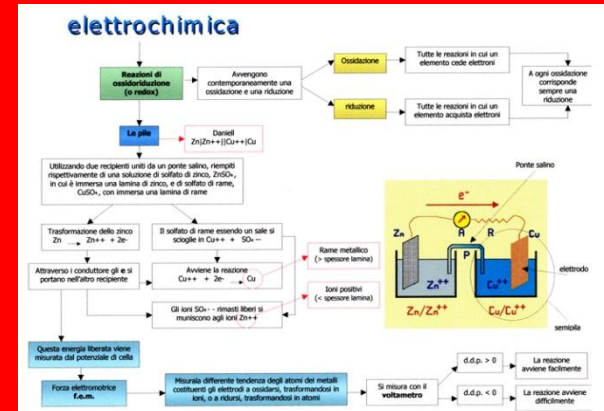 elettrochimica
Reazioni di
ossidoriduzione
(o redox)
Avvengono
contemporaneamente una
ossidazione e una riduzione
Ossidazione
Tutte le reazioni in cui un
elemento cede elettroni
riduzione
Tutte le reazioni in cui un
elemento acquista elettroni
A ogni ossidazione
corrisponde
sempre una
riduzione
Le pile
Daniell
Zn|Zn++||Cu++|Cu
Utilizzando due recipienti uniti da un ponte salino, riempiti
rispettivamente di una soluzione di solfato di zinco, ZnSO₄,
in cui è immersa una lamina di zinco, e di solfato di rame,
CuSO₄, con immersa una lamina di rame
Trasformazione dello zinco
Zn → Zn++ + 2e-
Il solfato di rame essendo un sale si
scioglie in Cu++ + SO₄--
Attraverso i conduttore gli e si
portano nell'altro recipiente
Avviene la reazione
Cu++ + 2e- → Cu
Rame metallico
(> spessore lamina)
Gli ioni SO₄-- rimasti liberi si
muniscono agli ioni Zn++
Ioni positivi
(< spessore lamina)
Ponte salino
e⁻
Zn
A
R
Cu
P
Zn++
Cu++
Zn/Zn++
Cu/Cu++
elettrodo
semipila
Questa energia liberata viene
misurata dal potenziale di cella
Forza elettromotrice
f.e.m.
Misurala differente tendenza degli atomi dei metalli
costituenti gli elettrodi a ossidarsi, trasformandosi in
ioni, o a ridursi, trasformandosi in atomi
Si misura con il
voltametro
d.d.p. > 0
La reazione
avviene facilmente
d.d.p. < 0
La reazione avviene
difficilmente